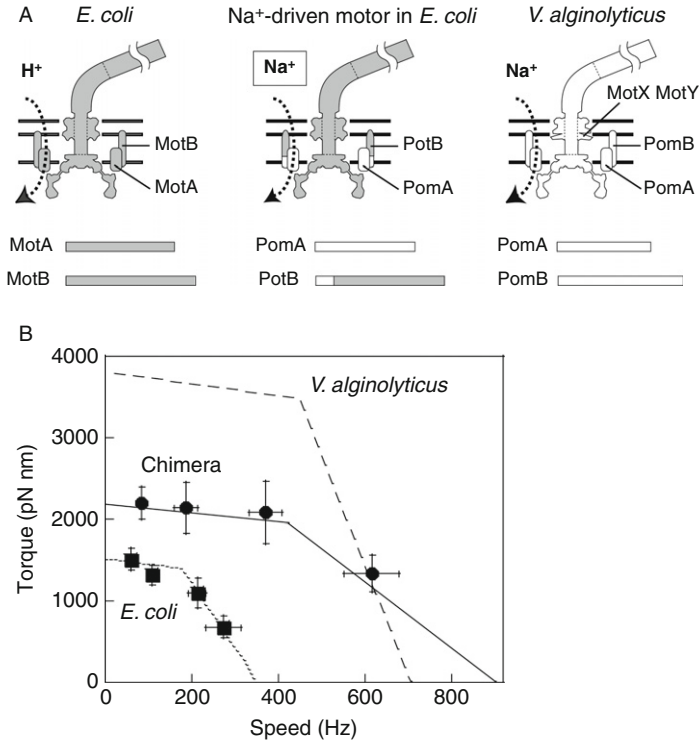 A
E. coli
Na⁺-driven motor in E. coli
V. alginolyticus
H⁺
Na⁺
Na⁺
MotX MotY
MotB
PotB
PomB
MotA
PomA
PomA
MotA
PomA
PomA
MotB
PotB
PomB
B
4000
3000
2000
1000
0
Torque (pN nm)
V. alginolyticus
Chimera
E. coli
0
200
400
600
800
Speed (Hz)